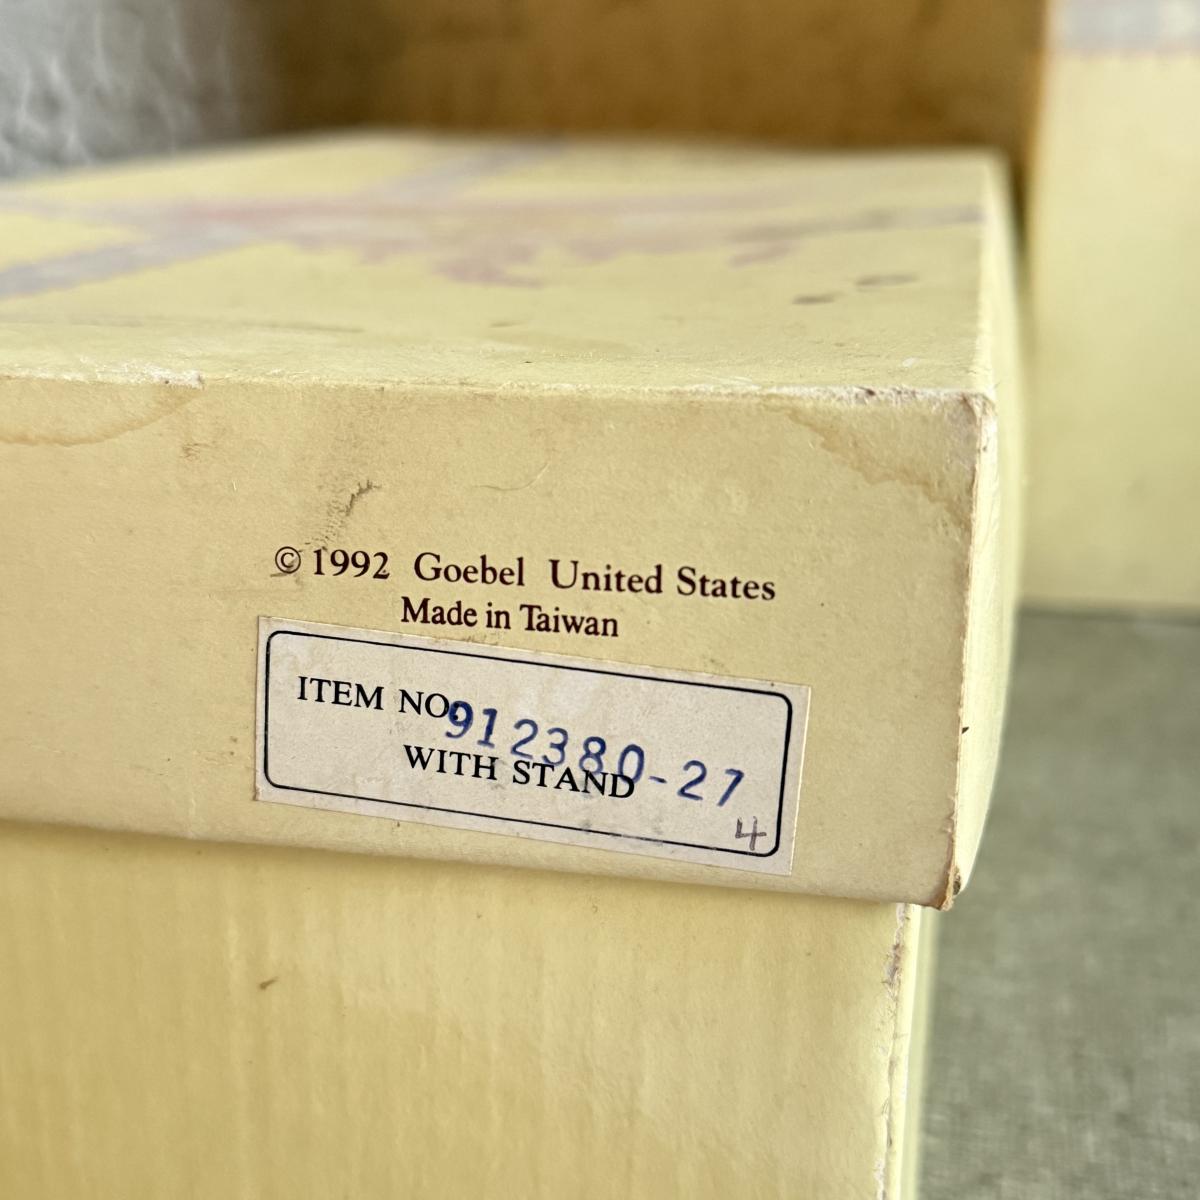 © 1992 Goebel United States
Made in Taiwan
ITEM NO. 912380-27
WITH STAND
4